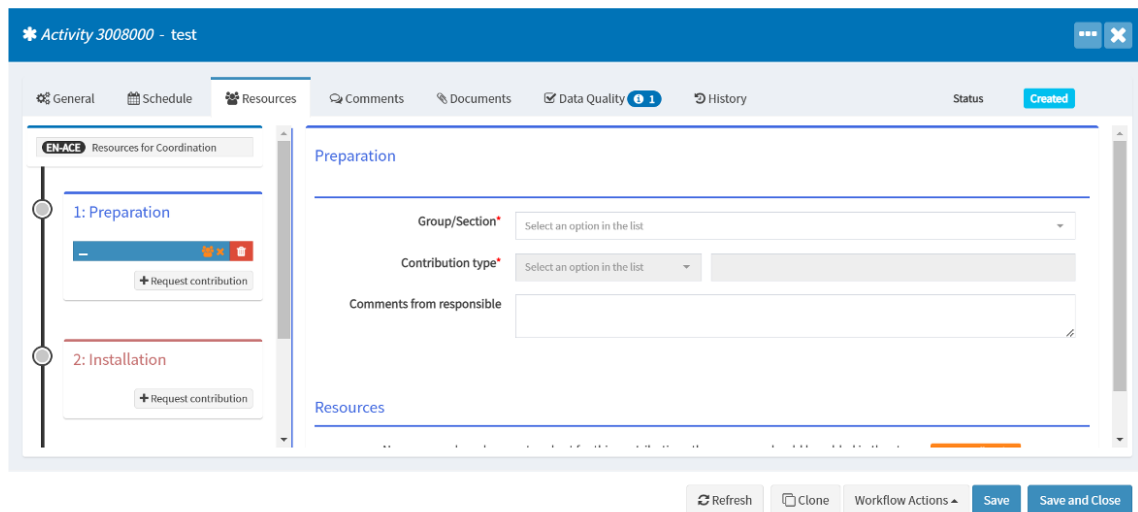 Activity 3008000 - test
General Schedule Resources Comments Documents Data Quality 1 History Status Created
EN-ACE Resources for Coordination
1: Preparation
Request contribution
2: Installation
Request contribution
Preparation
Group/Section* Select an option in the list
Contribution type* Select an option in the list
Comments from responsible
Resources
Refresh Clone Workflow Actions Save Save and Close